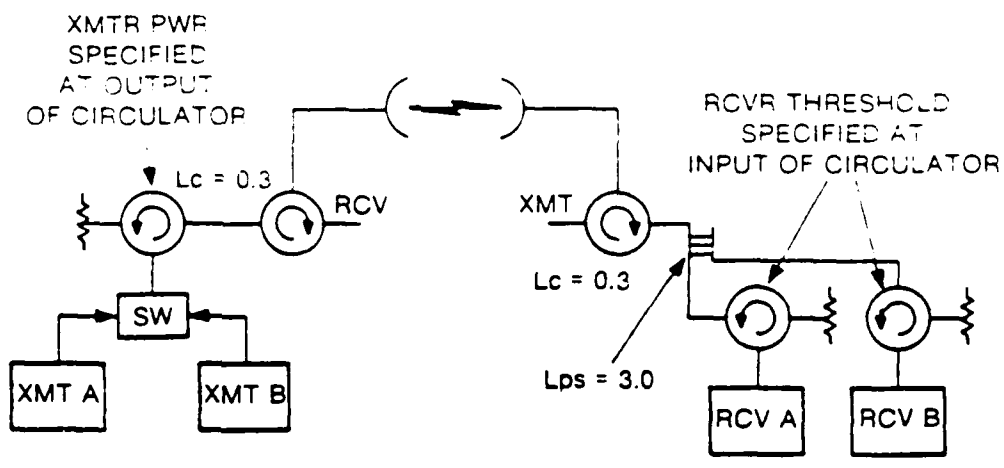 XMTR PWR
SPECIFIED
AT OUTPUT
OF CIRCULATOR
RCVR THRESHOLD
SPECIFIED AT
INPUT OF CIRCULATOR
Lc = 0.3
RCV
XMT
Lc = 0.3
SW
XMT A
XMT B
Lps = 3.0
RCV A
RCV B